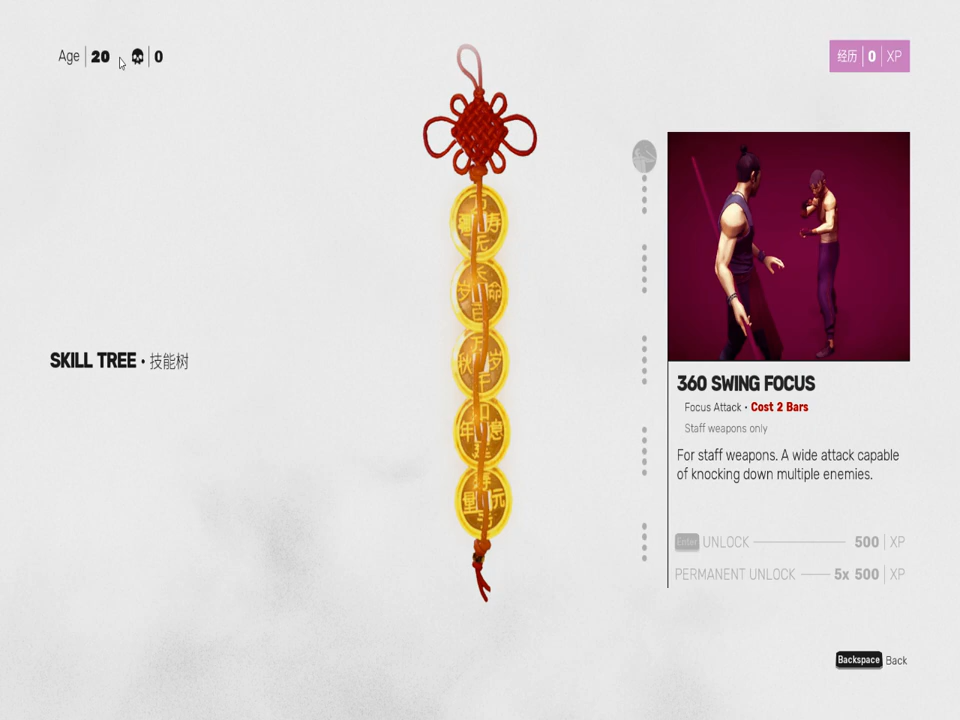 Age 20 0
经历 0 XP
SKILL TREE • 技能树
360 SWING FOCUS
Focus Attack • Cost 2 Bars
Staff weapons only
For staff weapons. A wide attack capable
of knocking down multiple enemies.
Enter UNLOCK 500 XP
PERMANENT UNLOCK 5x 500 XP
Backspace Back